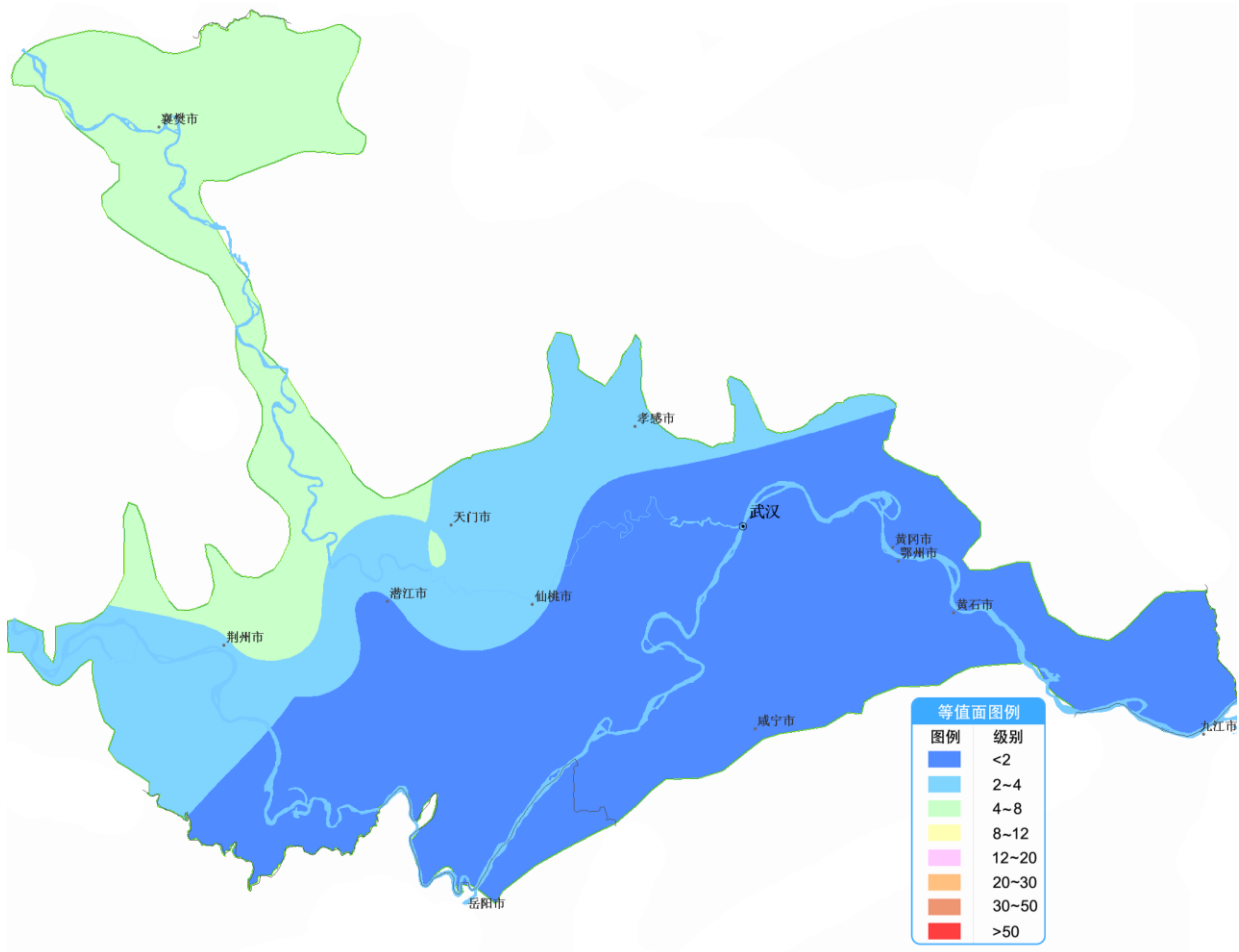 襄樊市
孝感市
天门市
武汉
黄冈市
鄂州市
潜江市
仙桃市
黄石市
荆州市
咸宁市
九江市
岳阳市
等值面图例
图例 级别
<2
2~4
4~8
8~12
12~20
20~30
30~50
>50